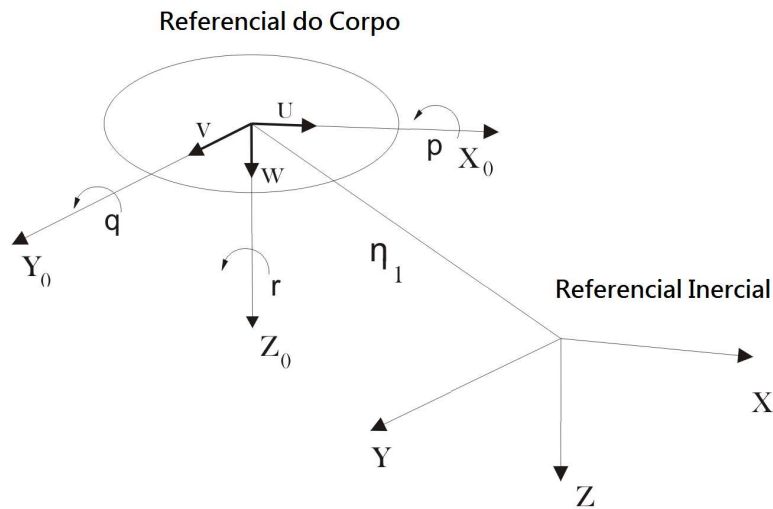 Referencial do Corpo
U
V
W
p
X₀
q
Y₀
r
Z₀
η₁
Referencial Inercial
X
Y
Z